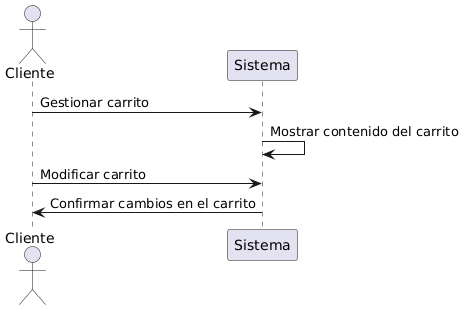 Cliente
Sistema
Gestionar carrito
Mostrar contenido del carrito
Modificar carrito
Confirmar cambios en el carrito
Cliente
Sistema